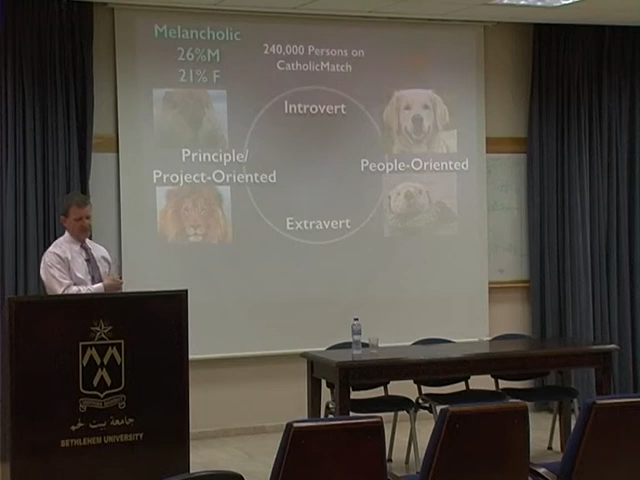 Melancholic
26%M
21% F
240,000 Persons on
CatholicMatch
Introvert
Principle/
Project-Oriented
People-Oriented
Extravert
جامعة بيت لحم
BETHLEHEM UNIVERSITY